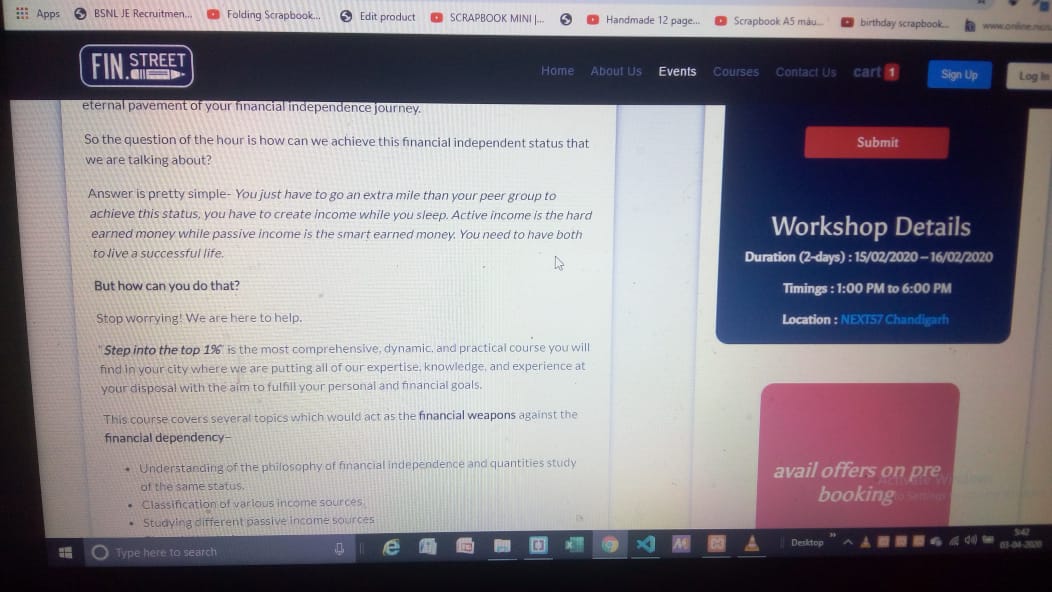 Apps
BSNL JE Recruitmen...
Folding Scrapbook...
Edit product
SCRAPBOOK MINI |...
Handmade 12 page...
Scrapbook A5 màu...
birthday scrapbook...
FIN. STREET
Home About Us Events Courses Contact Us cart 1 Sign Up Log In
eternal pavement of your financial independence journey.
So the question of the hour is how can we achieve this financial independent status that
we are talking about?
Answer is pretty simple- You just have to go an extra mile than your peer group to
achieve this status, you have to create income while you sleep. Active income is the hard
earned money while passive income is the smart earned money. You need to have both
to live a successful life.
But how can you do that?
Stop worrying! We are here to help.
"Step into the top 1%" is the most comprehensive, dynamic, and practical course you will
find in your city where we are putting all of our expertise, knowledge, and experience at
your disposal with the aim to fulfill your personal and financial goals.
This course covers several topics which would act as the financial weapons against the
financial dependency–
• Understanding of the philosophy of financial independence and quantities study
of the same status.
• Classification of various income sources.
• Studying different passive income sources
Submit
Workshop Details
Duration (2-days) : 15/02/2020 – 16/02/2020
Timings : 1:00 PM to 6:00 PM
Location : NEXT57 Chandigarh
avail offers on pre
booking
Activate Windows
Type here to search
Desktop
9:42
03-04-2020